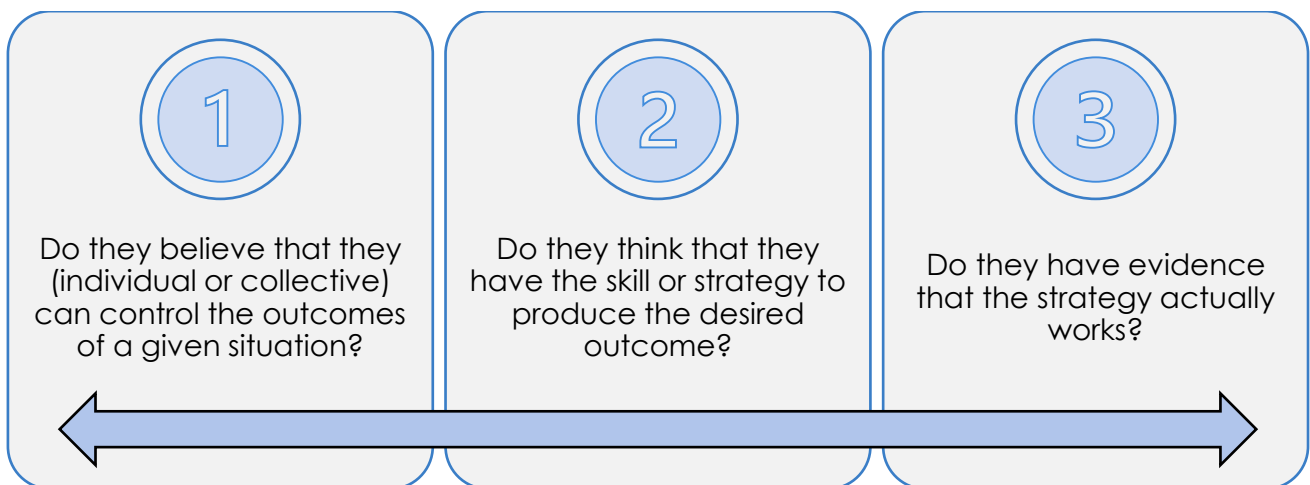 1
Do they believe that they
(individual or collective)
can control the outcomes
of a given situation?
2
Do they think that they
have the skill or strategy to
produce the desired
outcome?
3
Do they have evidence
that the strategy actually
works?